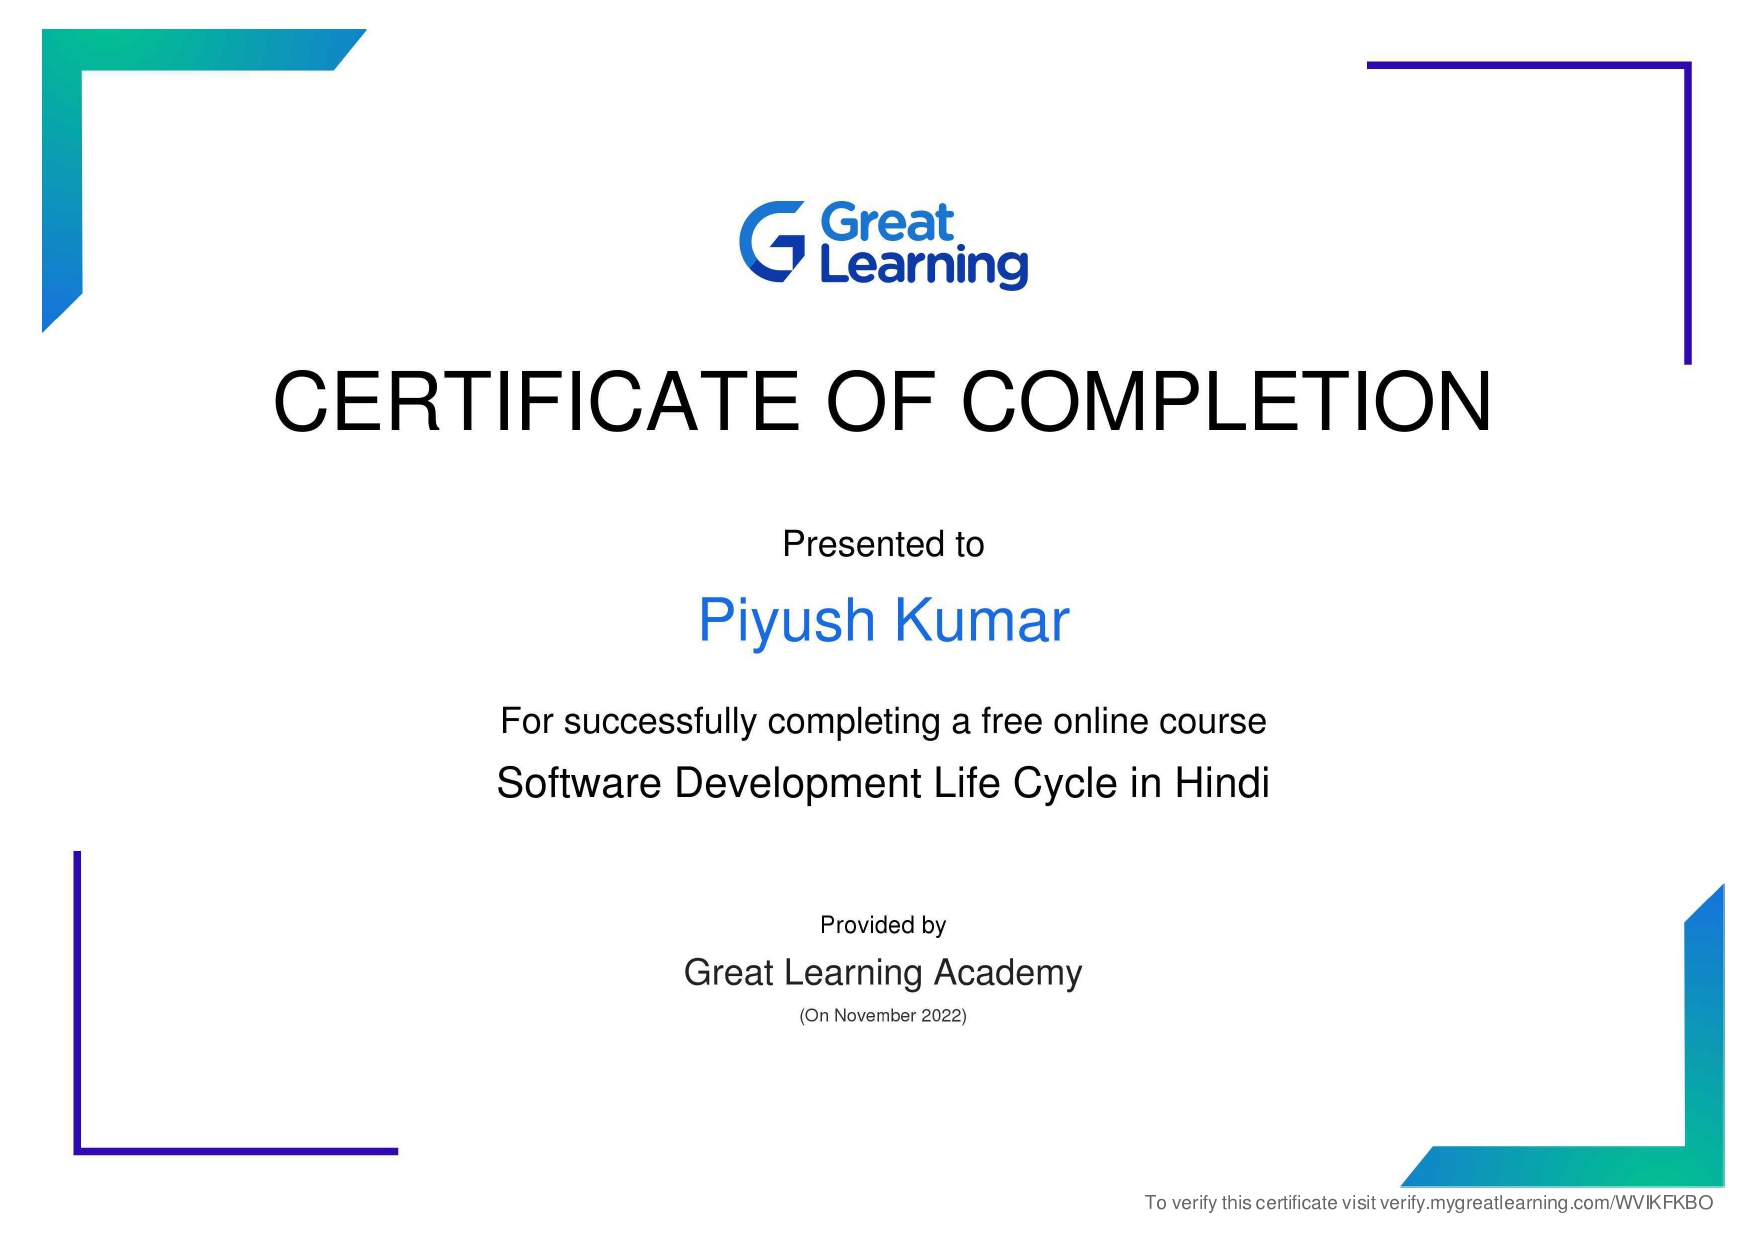 Great
Learning
CERTIFICATE OF COMPLETION
Presented to
Piyush Kumar
For successfully completing a free online course
Software Development Life Cycle in Hindi
Provided by
Great Learning Academy
(On November 2022)
To verify this certificate visit verify.mygreatlearning.com/WVIKFKBO